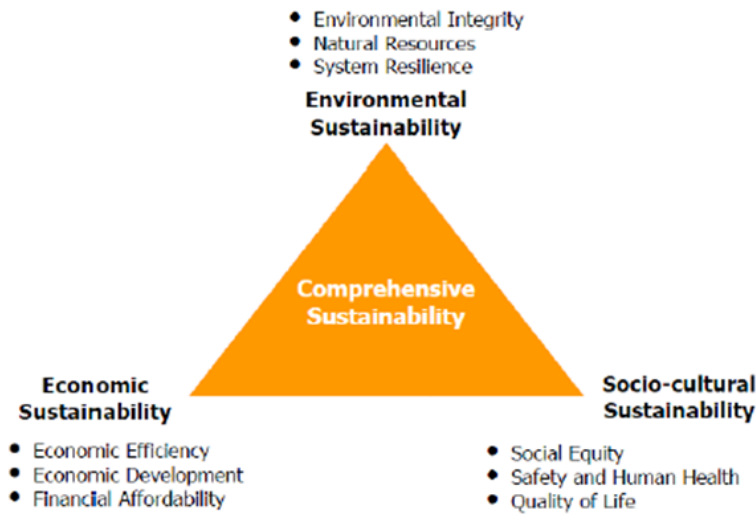 • Environmental Integrity
• Natural Resources
• System Resilience
Environmental
Sustainability
Comprehensive
Sustainability
Economic
Sustainability
• Economic Efficiency
• Economic Development
• Financial Affordability
Socio-cultural
Sustainability
• Social Equity
• Safety and Human Health
• Quality of Life